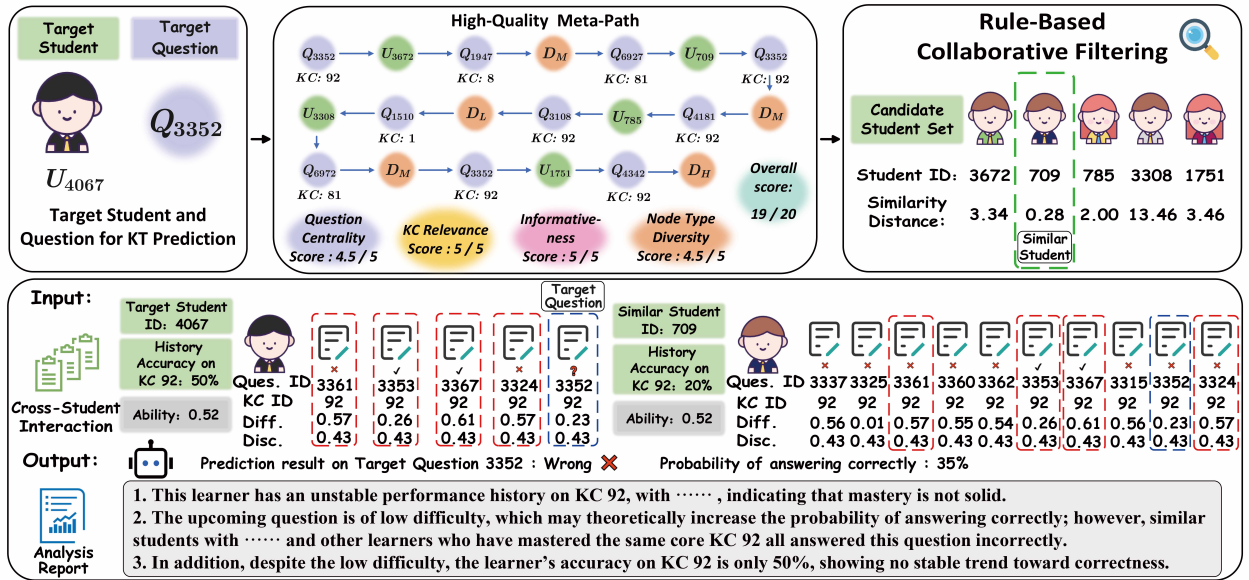 Target Student
Target Question
Q3352
U4067
Target Student and Question for KT Prediction
High-Quality Meta-Path
Q3352 U3672 Q1947 DM Q6927 U709 Q3352
KC: 92 KC: 8 KC: 81 KC: 92
U3308 Q1510 DL Q3108 U785 Q4181 DM
KC: 1 KC: 92 KC: 92
Q6972 DM Q3352 U1751 Q4342 DH
KC: 81 KC: 92 KC: 92
Overall score: 19 / 20
Question Centrality Score : 4.5 / 5
KC Relevance Score : 5 / 5
Informative-ness Score : 5 / 5
Node Type Diversity Score : 4.5 / 5
Rule-Based
Collaborative Filtering
Candidate Student Set
Student ID: 3672 709 785 3308 1751
Similarity Distance: 3.34 0.28 2.00 13.46 3.46
Similar Student
Input:
Cross-Student Interaction
Target Student ID: 4067
History Accuracy on KC 92: 50%
Ability: 0.52
Target Question
× ✓ ✓ × ?
Ques. ID 3361 3353 3367 3324 3352
KC ID 92 92 92 92 92
Diff. 0.57 0.26 0.61 0.57 0.23
Disc. 0.43 0.43 0.43 0.43 0.43
Similar Student ID: 709
History Accuracy on KC 92: 20%
Ability: 0.52
× × × × × ✓ ✓ × × ×
Ques. ID 3337 3325 3361 3360 3362 3353 3367 3315 3352 3324
KC ID 92 92 92 92 92 92 92 92 92 92
Diff. 0.56 0.01 0.57 0.55 0.54 0.26 0.61 0.56 0.23 0.57
Disc. 0.43 0.43 0.43 0.43 0.43 0.43 0.43 0.43 0.43 0.43
Output:
Prediction result on Target Question 3352 : Wrong ✗ Probability of answering correctly : 35%
Analysis Report
1. This learner has an unstable performance history on KC 92, with ······ , indicating that mastery is not solid.
2. The upcoming question is of low difficulty, which may theoretically increase the probability of answering correctly; however, similar
students with ······ and other learners who have mastered the same core KC 92 all answered this question incorrectly.
3. In addition, despite the low difficulty, the learner's accuracy on KC 92 is only 50%, showing no stable trend toward correctness.